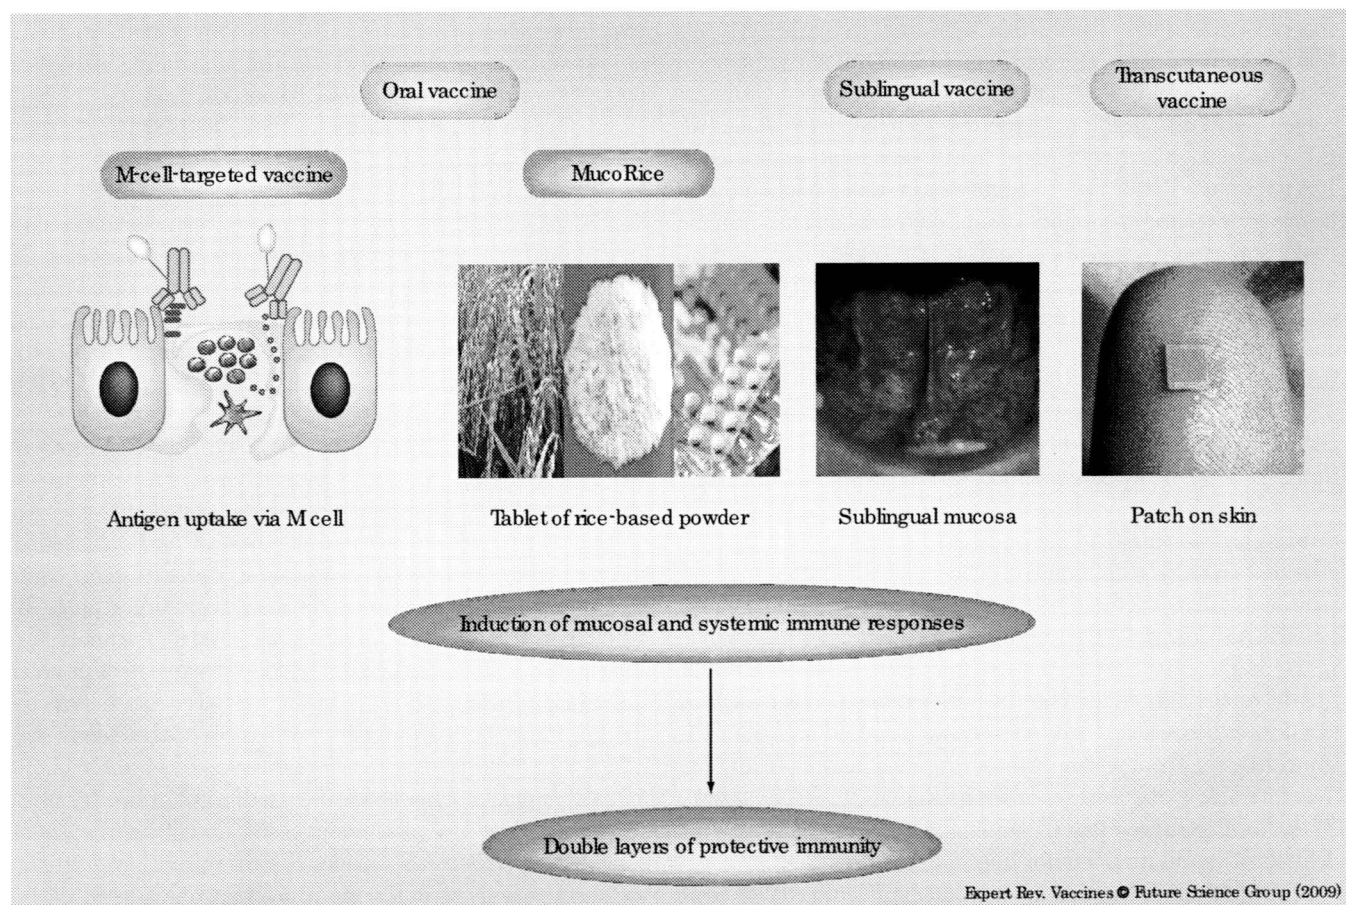 Oral vaccine
Sublingual vaccine
Transcutaneous
vaccine
M-cell-targeted vaccine
MucoRice
Antigen uptake via M cell
Tablet of rice-based powder
Sublingual mucosa
Patch on skin
Induction of mucosal and systemic immune responses
Double layers of protective immunity
Expert Rev. Vaccines © Future Science Group (2009)